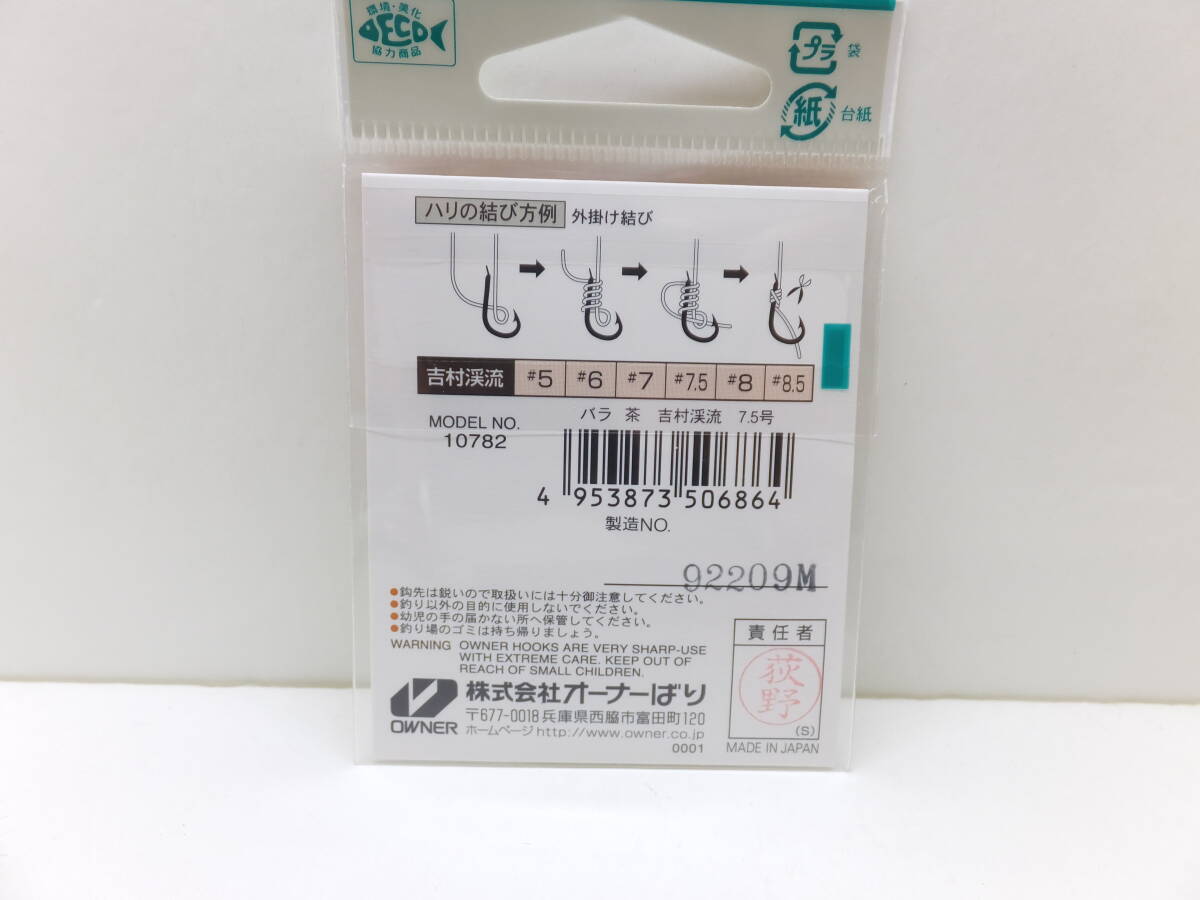 環境・美化
ECO
協力商品
プラ
袋
紙
台紙
ハリの結び方例 外掛け結び
吉村渓流 #5 #6 #7 #7.5 #8 #8.5
MODEL NO.
10782
バラ 茶 吉村渓流 7.5号
4 953873 506864
製造NO.
92209M
●鈎先は鋭いので取扱いには十分御注意してください。
●釣り以外の目的に使用しないでください。
●幼児の手の届かない所へ保管してください。
●釣り場のゴミは持ち帰りましょう。
WARNING OWNER HOOKS ARE VERY SHARP-USE
WITH EXTREME CARE. KEEP OUT OF
REACH OF SMALL CHILDREN.
OWNER
株式会社オーナーばり
〒677-0018兵庫県西脇市富田町120
ホームページhttp://www.owner.co.jp
0001
責任者
荻野
(S)
MADE IN JAPAN